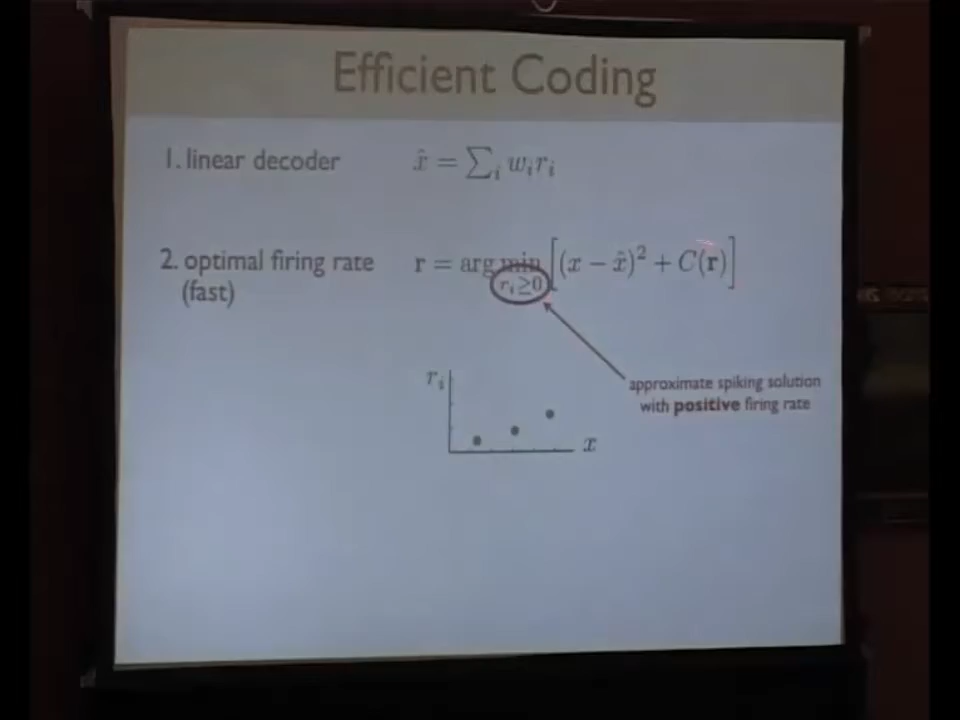 Efficient Coding
1. linear decoder
x̂ = ∑ᵢ wᵢrᵢ
2. optimal firing rate
(fast)
r = arg min [(x − x̂)² + C(r)]
rᵢ≥0
approximate spiking solution
with positive firing rate
rᵢ
x